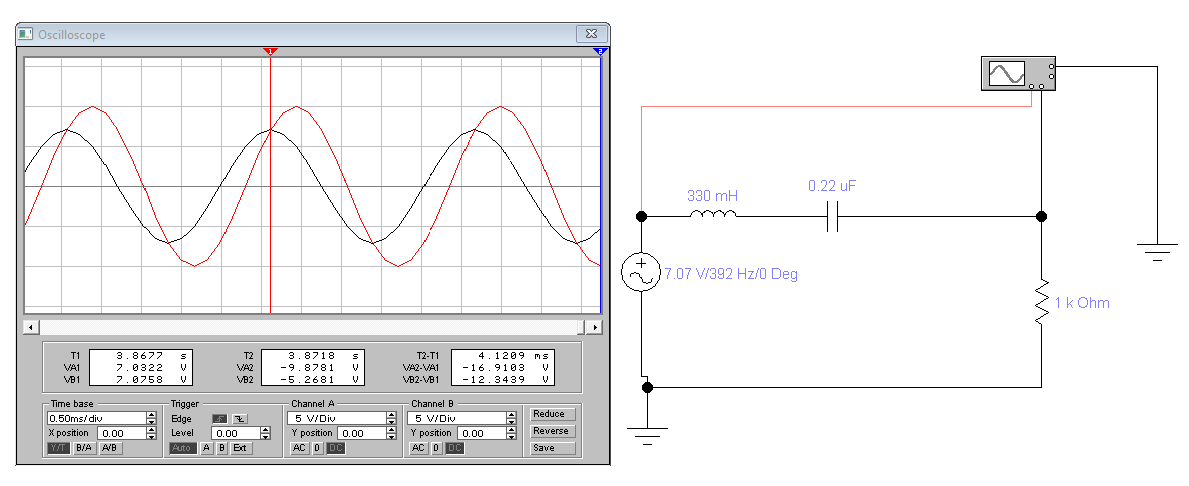 Oscilloscope
1 2
T1 3.8677 s T2 3.8718 s T2-T1 4.1209 ms
VA1 7.0322 V VA2 -9.8781 V VA2-VA1 -16.9103 V
VB1 7.0758 V VB2 -5.2681 V VB2-VB1 -12.3439 V
Time base Trigger Channel A Channel B
0.50ms/div Edge 5 V/Div 5 V/Div Reduce
X position 0.00 Level 0.00 Y position 0.00 Y position 0.00 Reverse
Y/T B/A A/B Auto A B Ext AC 0 DC AC 0 DC Save
0.22 uF
330 mH
7.07 V/392 Hz/0 Deg
1 k Ohm